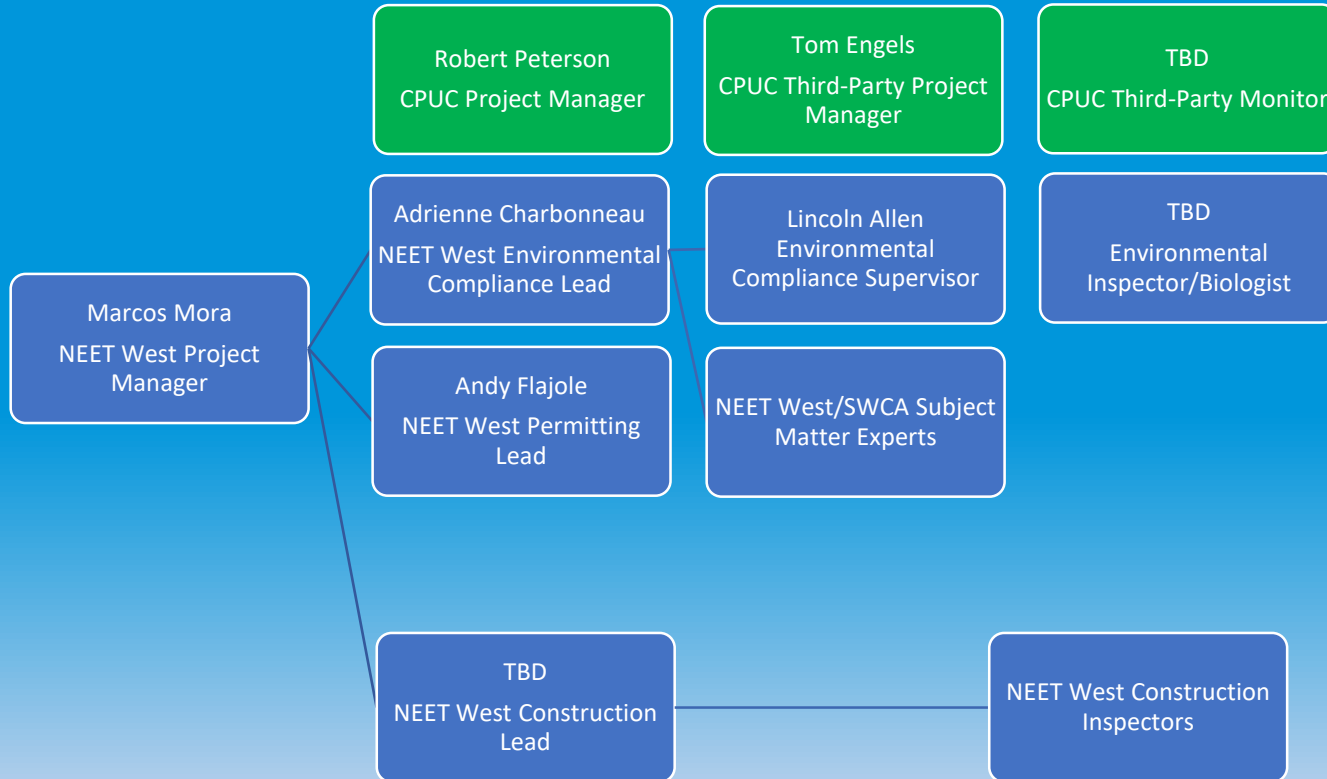 Robert Peterson
CPUC Project Manager
Tom Engels
CPUC Third-Party Project
Manager
TBD
CPUC Third-Party Monitor
Adrienne Charbonneau
NEET West Environmental
Compliance Lead
Lincoln Allen
Environmental
Compliance Supervisor
TBD
Environmental
Inspector/Biologist
Marcos Mora
NEET West Project
Manager
Andy Flajole
NEET West Permitting
Lead
NEET West/SWCA Subject
Matter Experts
TBD
NEET West Construction
Lead
NEET West Construction
Inspectors